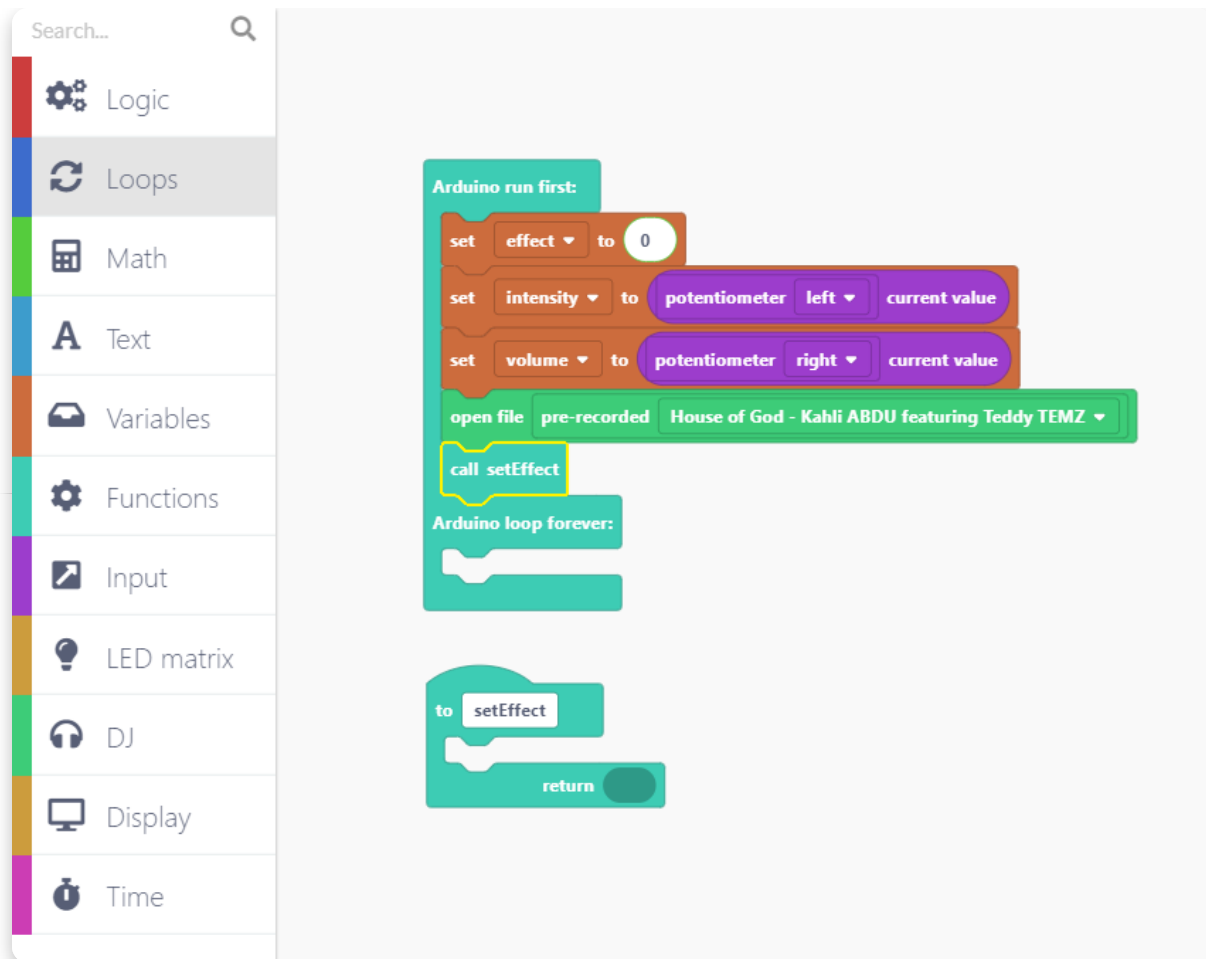 Search...
Logic
Loops
Math
Text
Variables
Functions
Input
LED matrix
DJ
Display
Time
Arduino run first:
set effect to 0
set intensity to potentiometer left current value
set volume to potentiometer right current value
open file pre-recorded House of God - Kahli ABDU featuring Teddy TEMZ
call setEffect
Arduino loop forever:
to setEffect
return